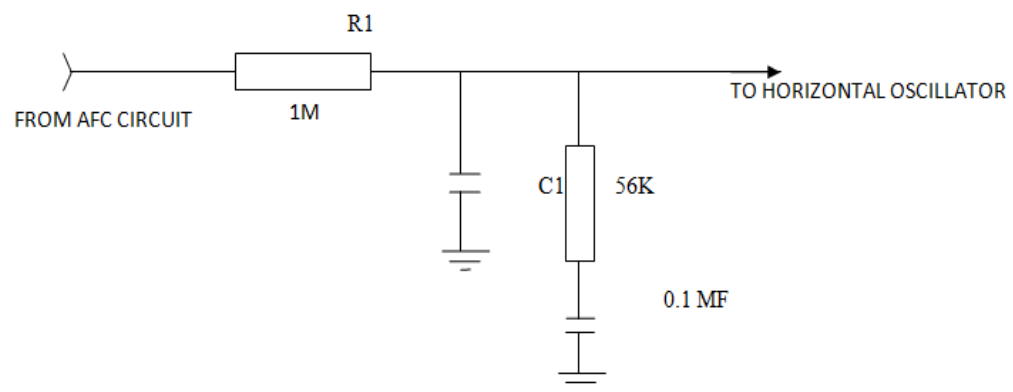 R1
1M
FROM AFC CIRCUIT
TO HORIZONTAL OSCILLATOR
C1
56K
0.1 MF